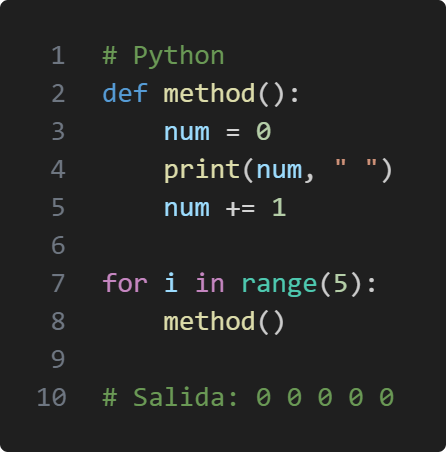 1 # Python
2 def method():
3     num = 0
4     print(num, " ")
5     num += 1
6
7 for i in range(5):
8     method()
9
10 # Salida: 0 0 0 0 0